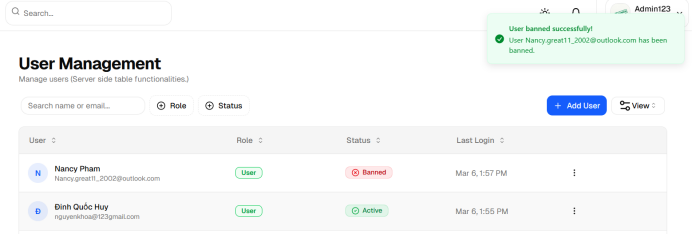 Search...
Admin123
User banned successfully!
User Nancy.great11_2002@outlook.com has been
banned.
User Management
Manage users (Server side table functionalities.)
Search name or email...
Role
Status
Add User
View
User
Role
Status
Last Login
N
Nancy Pham
Nancy.great11_2002@outlook.com
User
Banned
Mar 6, 1:57 PM
Đ
Đinh Quốc Huy
nguyenkhoa@123gmail.com
User
Active
Mar 6, 1:55 PM